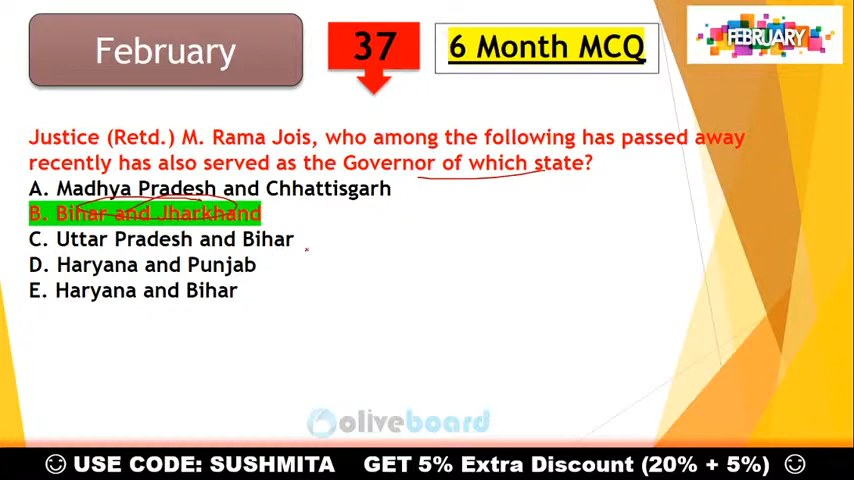 February
37
6 Month MCQ
FEBRUARY
Justice (Retd.) M. Rama Jois, who among the following has passed away
recently has also served as the Governor of which state?
A. Madhya Pradesh and Chhattisgarh
B. Bihar and Jharkhand
C. Uttar Pradesh and Bihar
D. Haryana and Punjab
E. Haryana and Bihar
oliveboard
USE CODE: SUSHMITA GET 5% Extra Discount (20% + 5%)